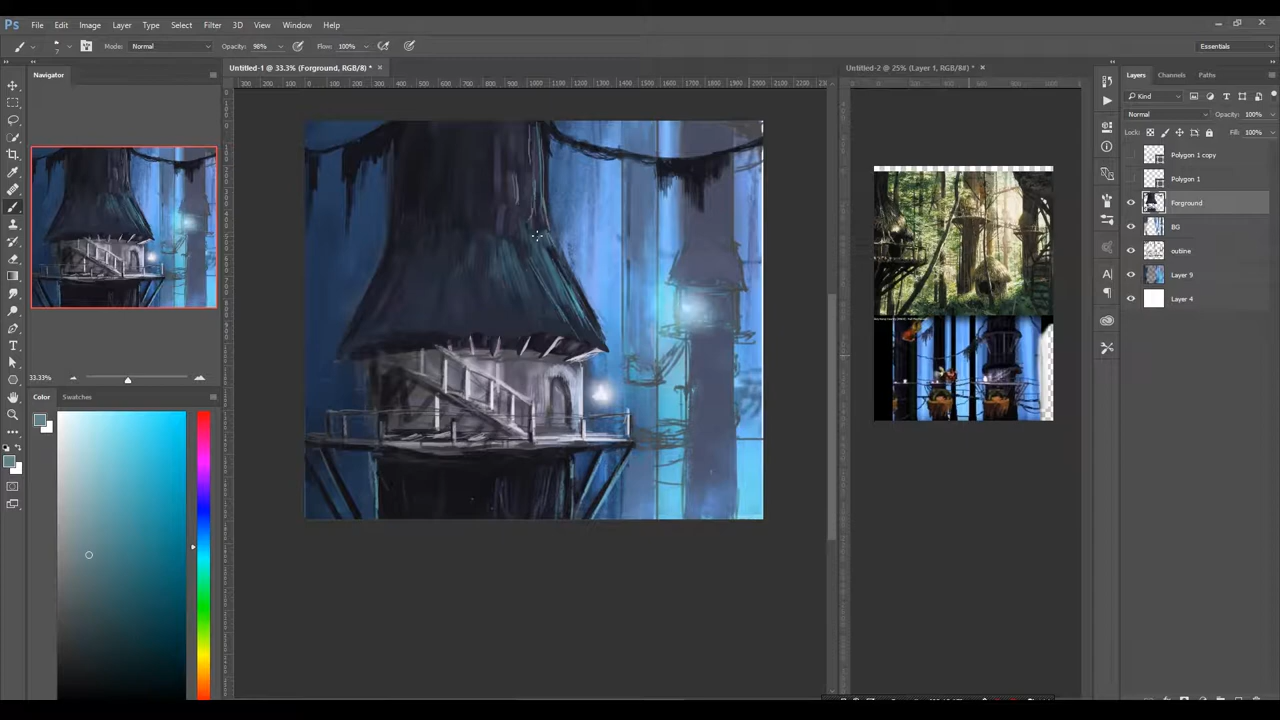 Ps File Edit Image Layer Type Select Filter 3D View Window Help
7 Mode: Normal Opacity: 98% Flow: 100% Essentials
Navigator
Untitled-1 @ 33.3% (Forground, RGB/8) * ×
Untitled-2 @ 25% (Layer 1, RGB/8#) * ×
Layers Channels Paths
Kind
Normal Opacity: 100%
Lock: Fill: 100%
Polygon 1 copy
Polygon 1
Forground
BG
outine
Layer 9
Layer 4
33.33%
Color Swatches